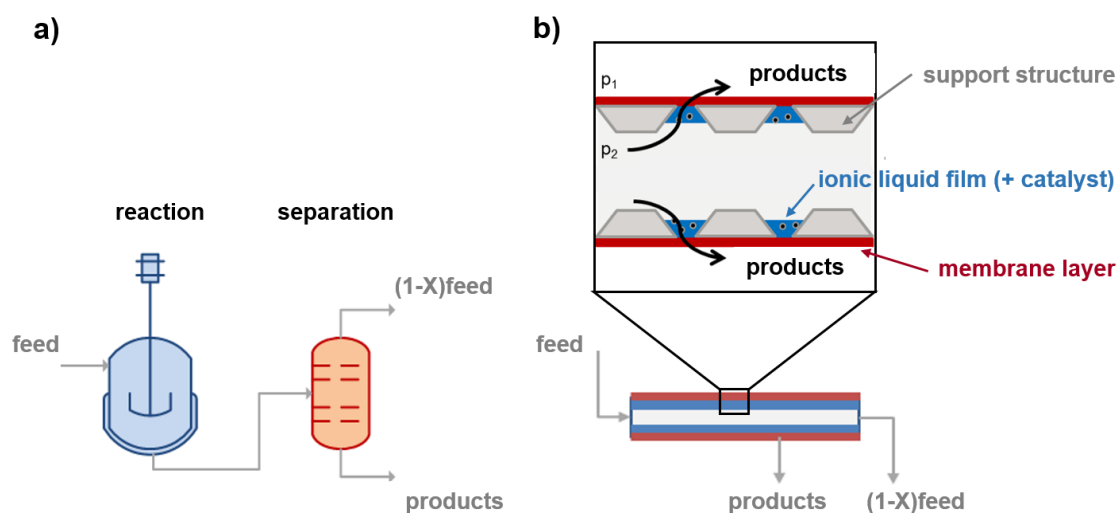 a)
reaction
separation
feed
(1-X)feed
products
b)
p1
products
support structure
p2
ionic liquid film (+ catalyst)
products
membrane layer
feed
products
(1-X)feed